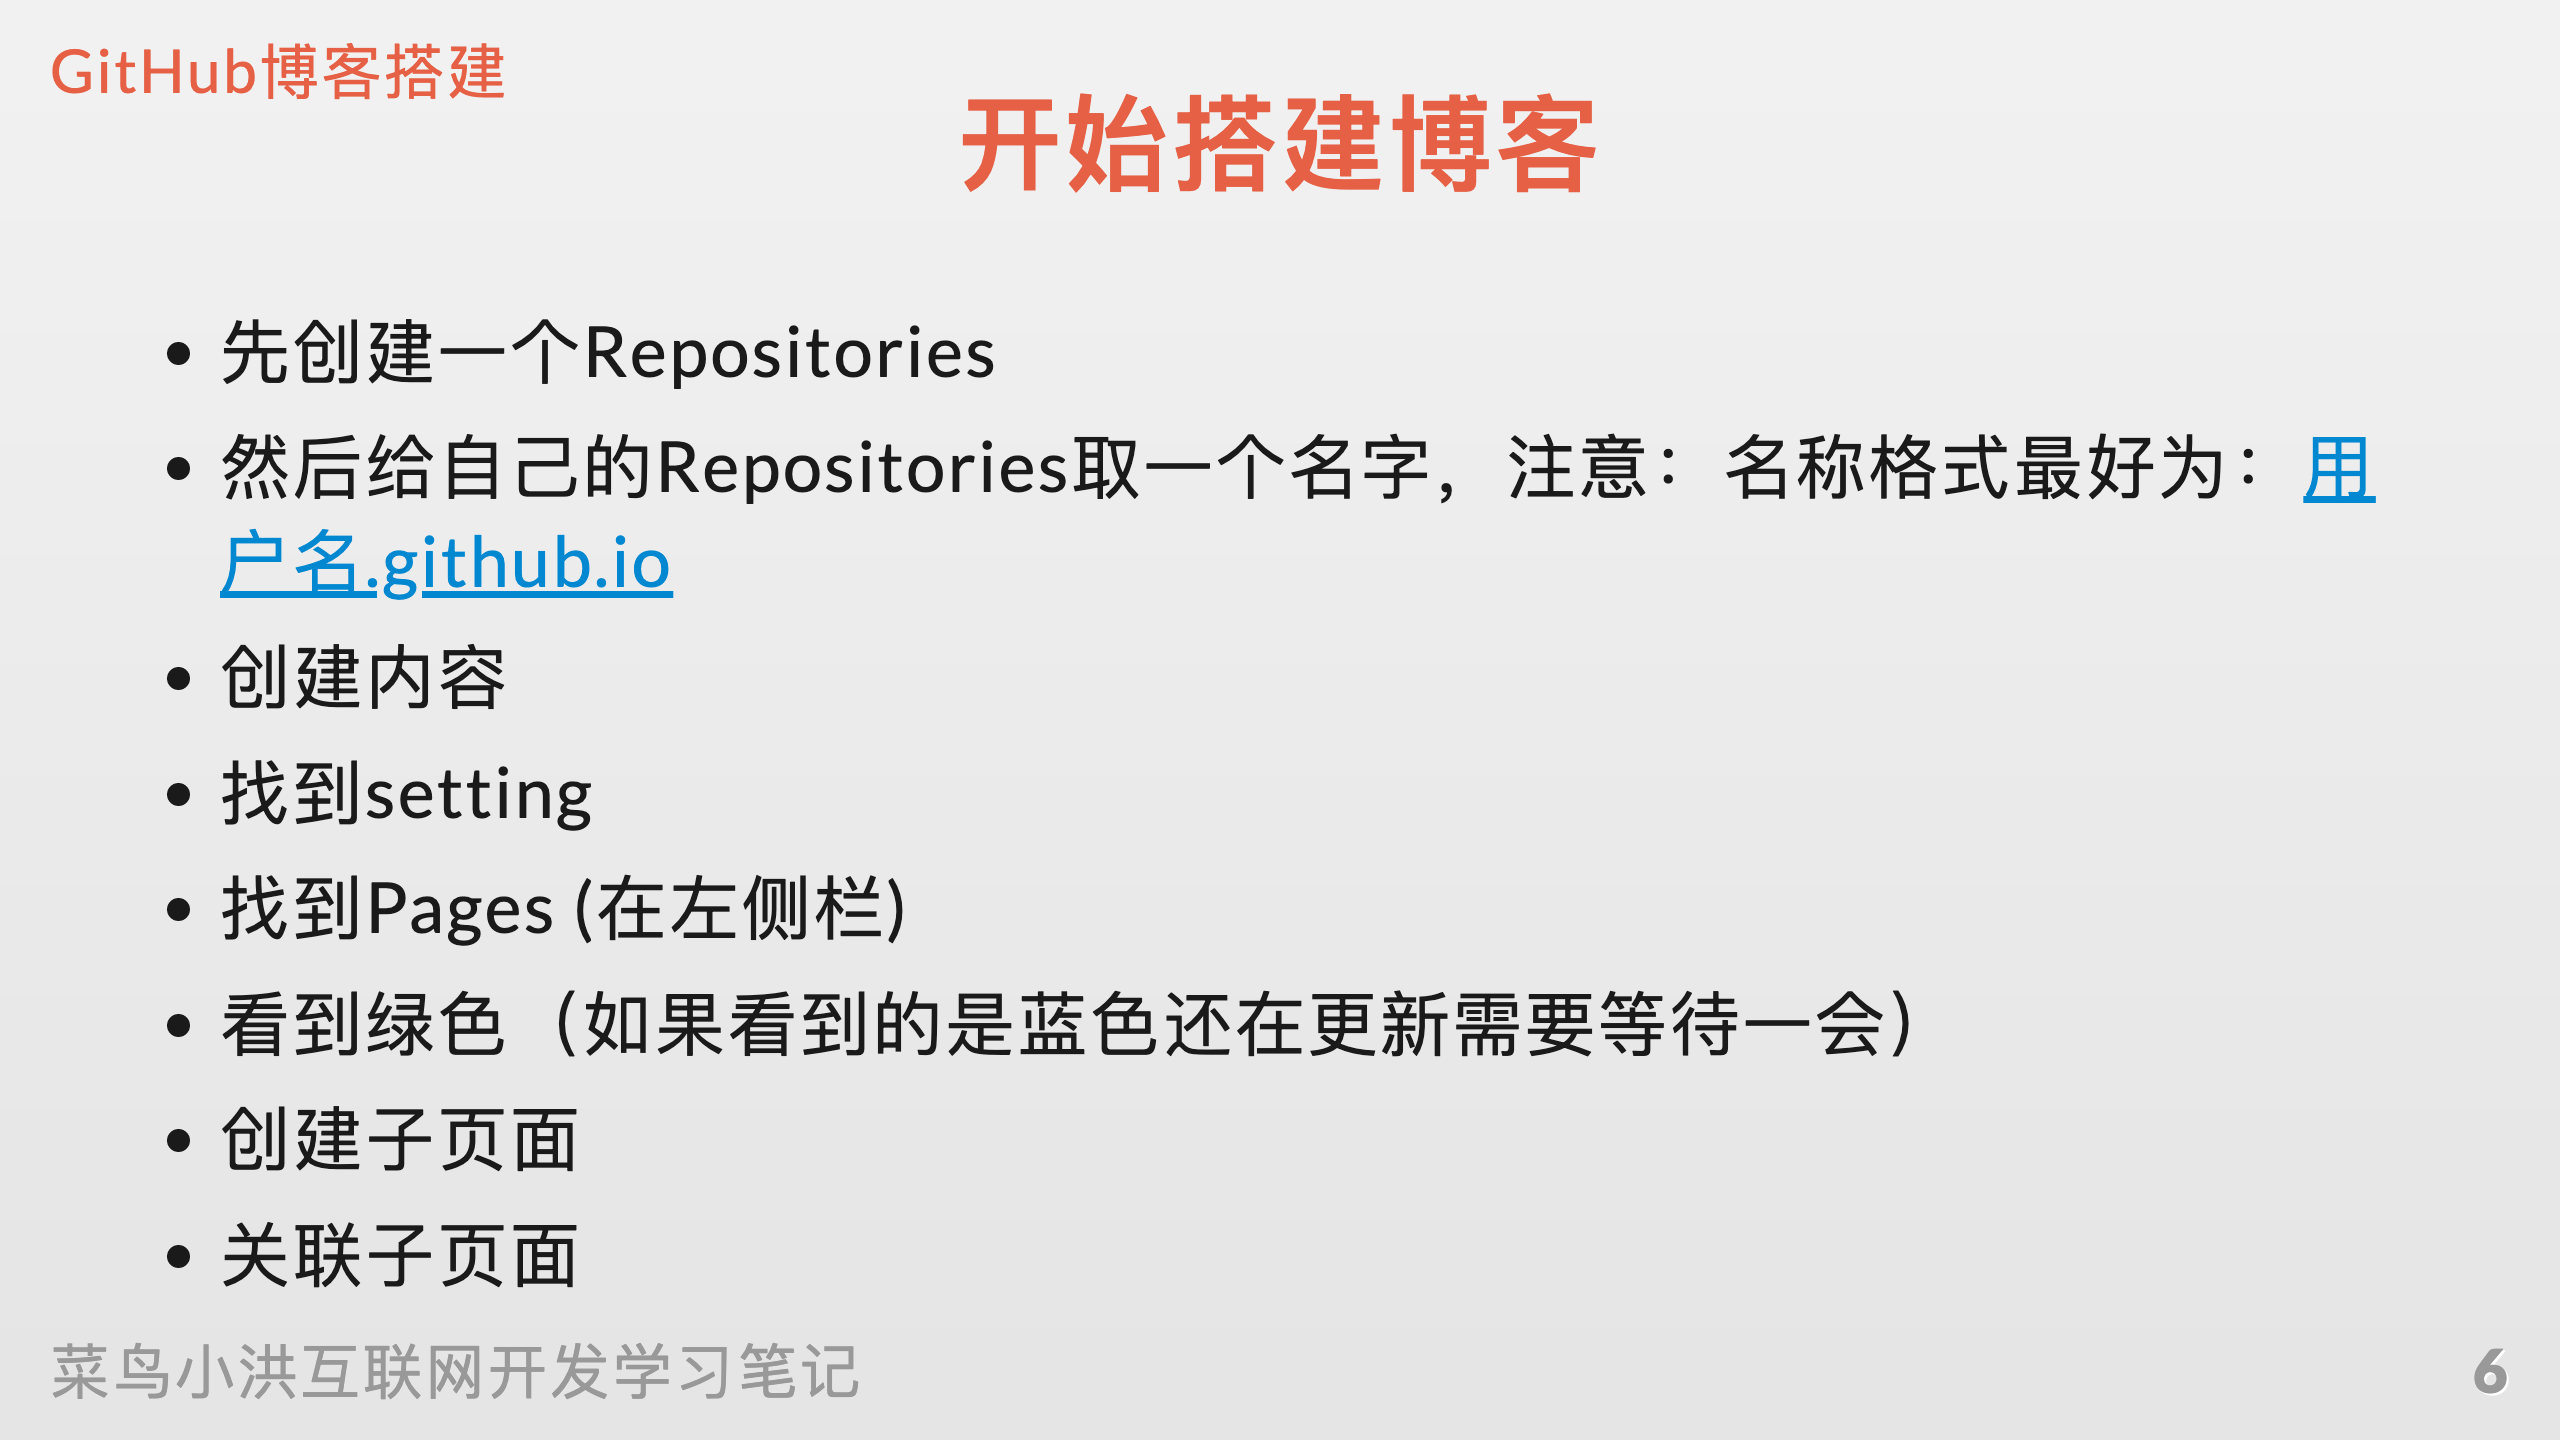 GitHub博客搭建
开始搭建博客
• 先创建一个Repositories
• 然后给自己的Repositories取一个名字，注意：名称格式最好为：用
户名.github.io
• 创建内容
• 找到setting
• 找到Pages (在左侧栏)
• 看到绿色（如果看到的是蓝色还在更新需要等待一会）
• 创建子页面
• 关联子页面
菜鸟小洪互联网开发学习笔记
6